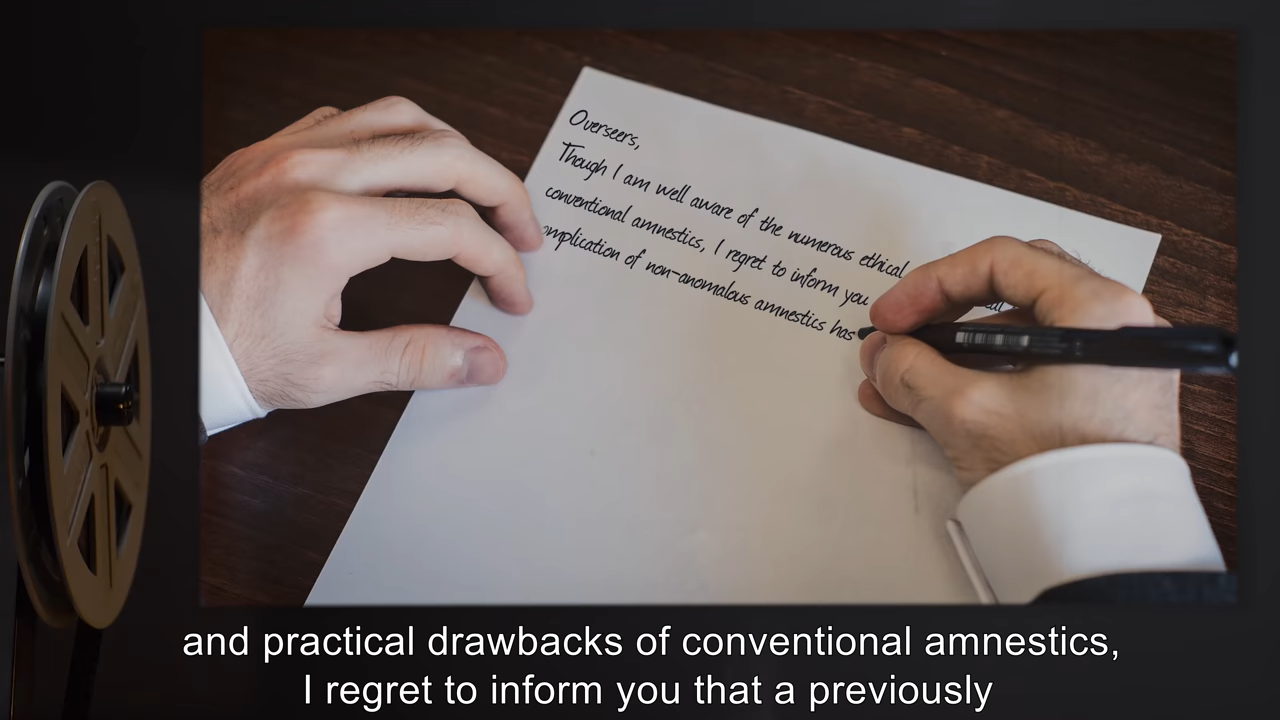 Overseers,
Though I am well aware of the numerous ethical
conventional amnestics, I regret to inform you
omplication of non-anomalous amnestics has
and practical drawbacks of conventional amnestics,
I regret to inform you that a previously